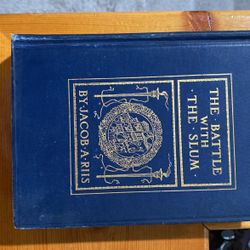 THE · BATTLE
WITH
· THE · SLUM ·
BY · JACOB · A · RIIS